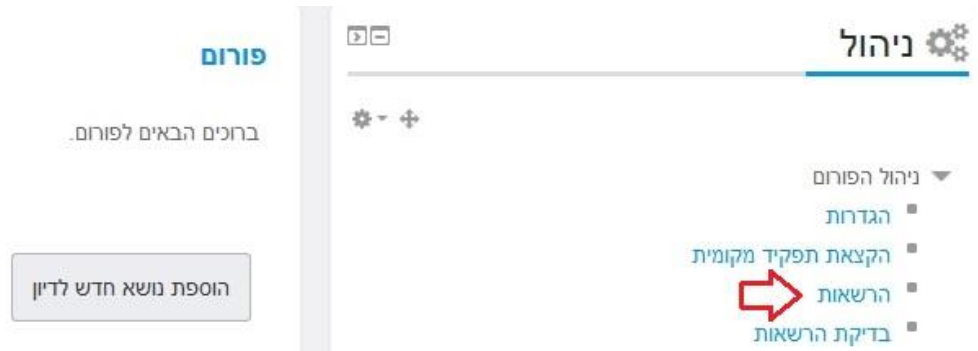 ניהול
ניהול הפורום
הגדרות
הקצאת תפקיד מקומית
הרשאות
בדיקת הרשאות
פורום
ברוכים הבאים לפורום.
הוספת נושא חדש לדיון